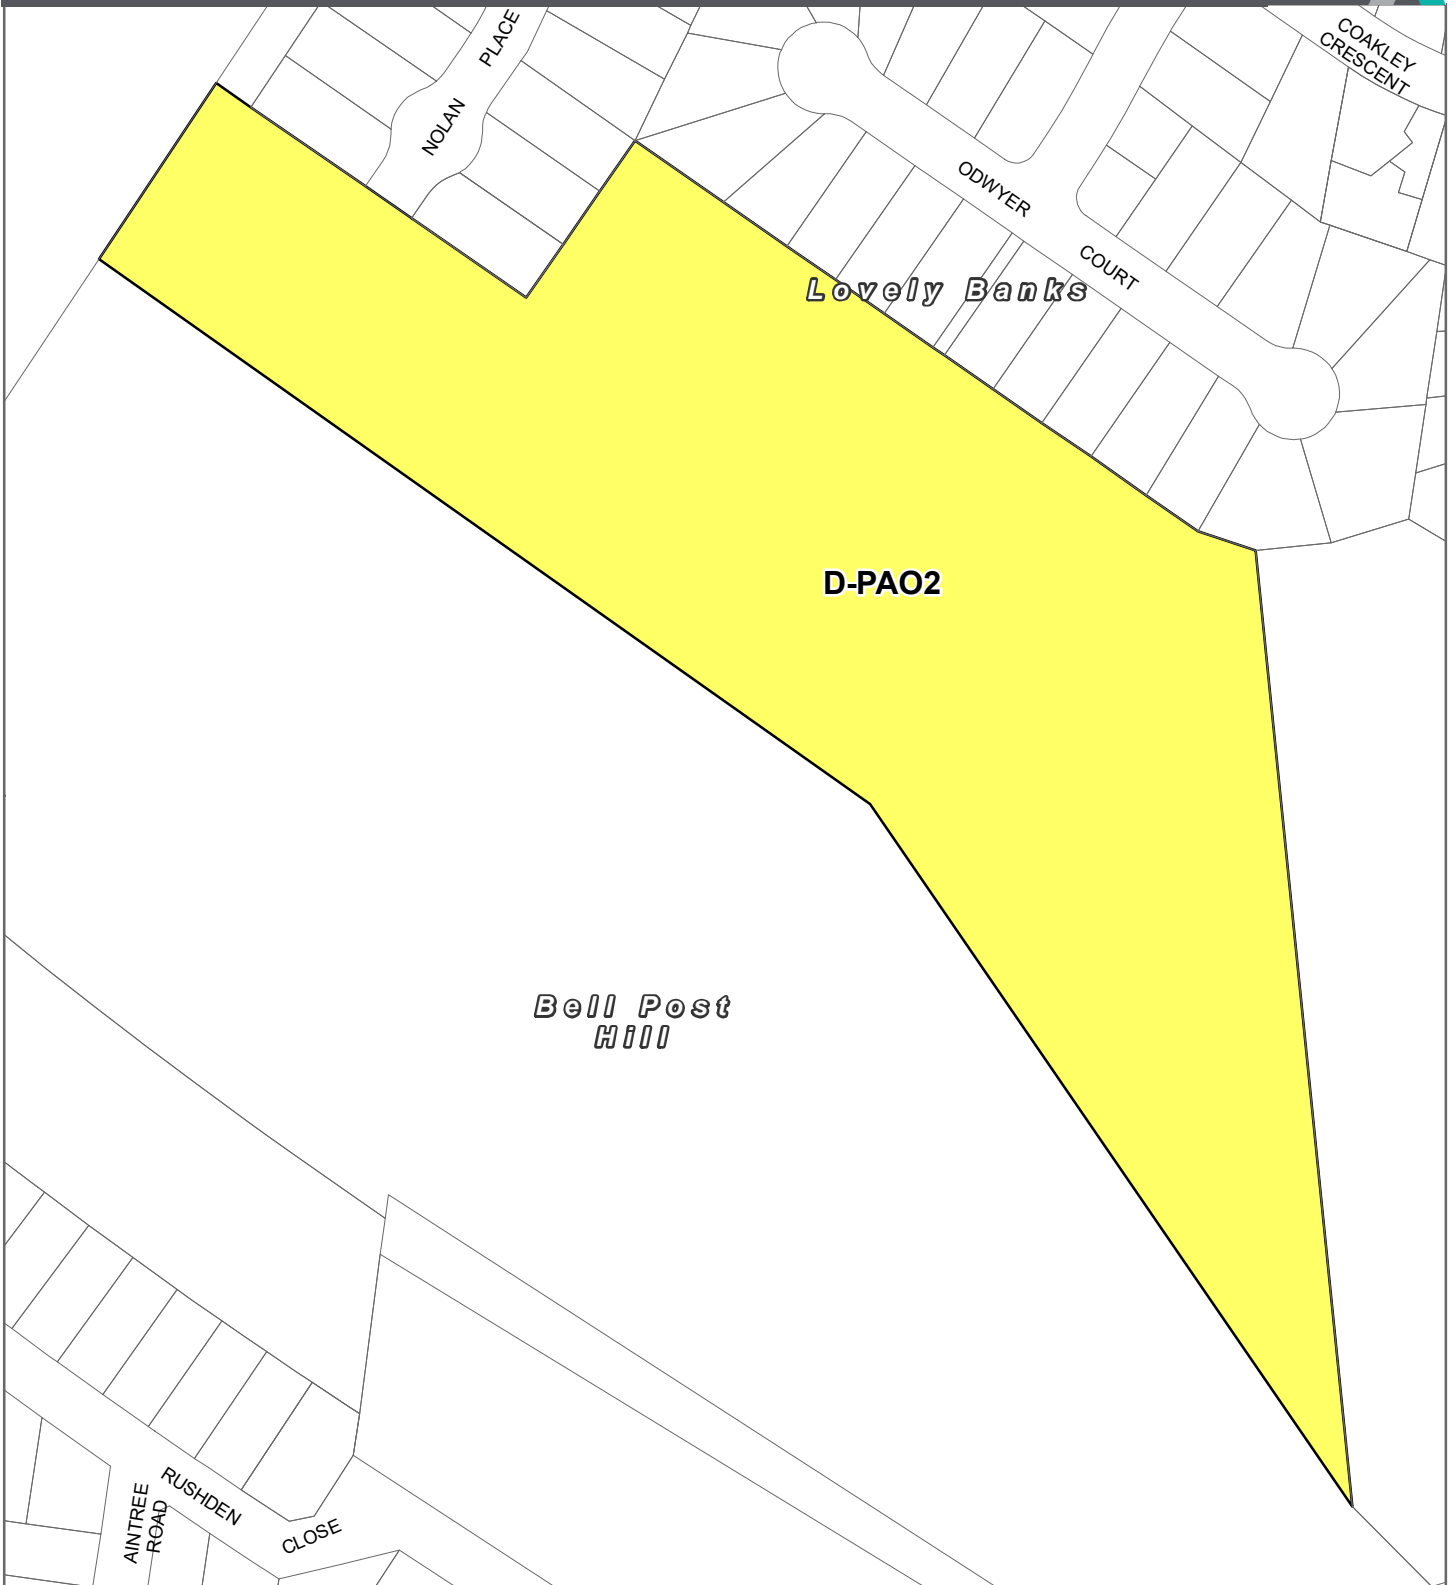 PLACE
NOLAN
COAKLEY
CRESCENT
ODWYER
COURT
Lovely Banks
D-PAO2
Bell Post
Hill
RUSHDEN
CLOSE
AINTREE
ROAD